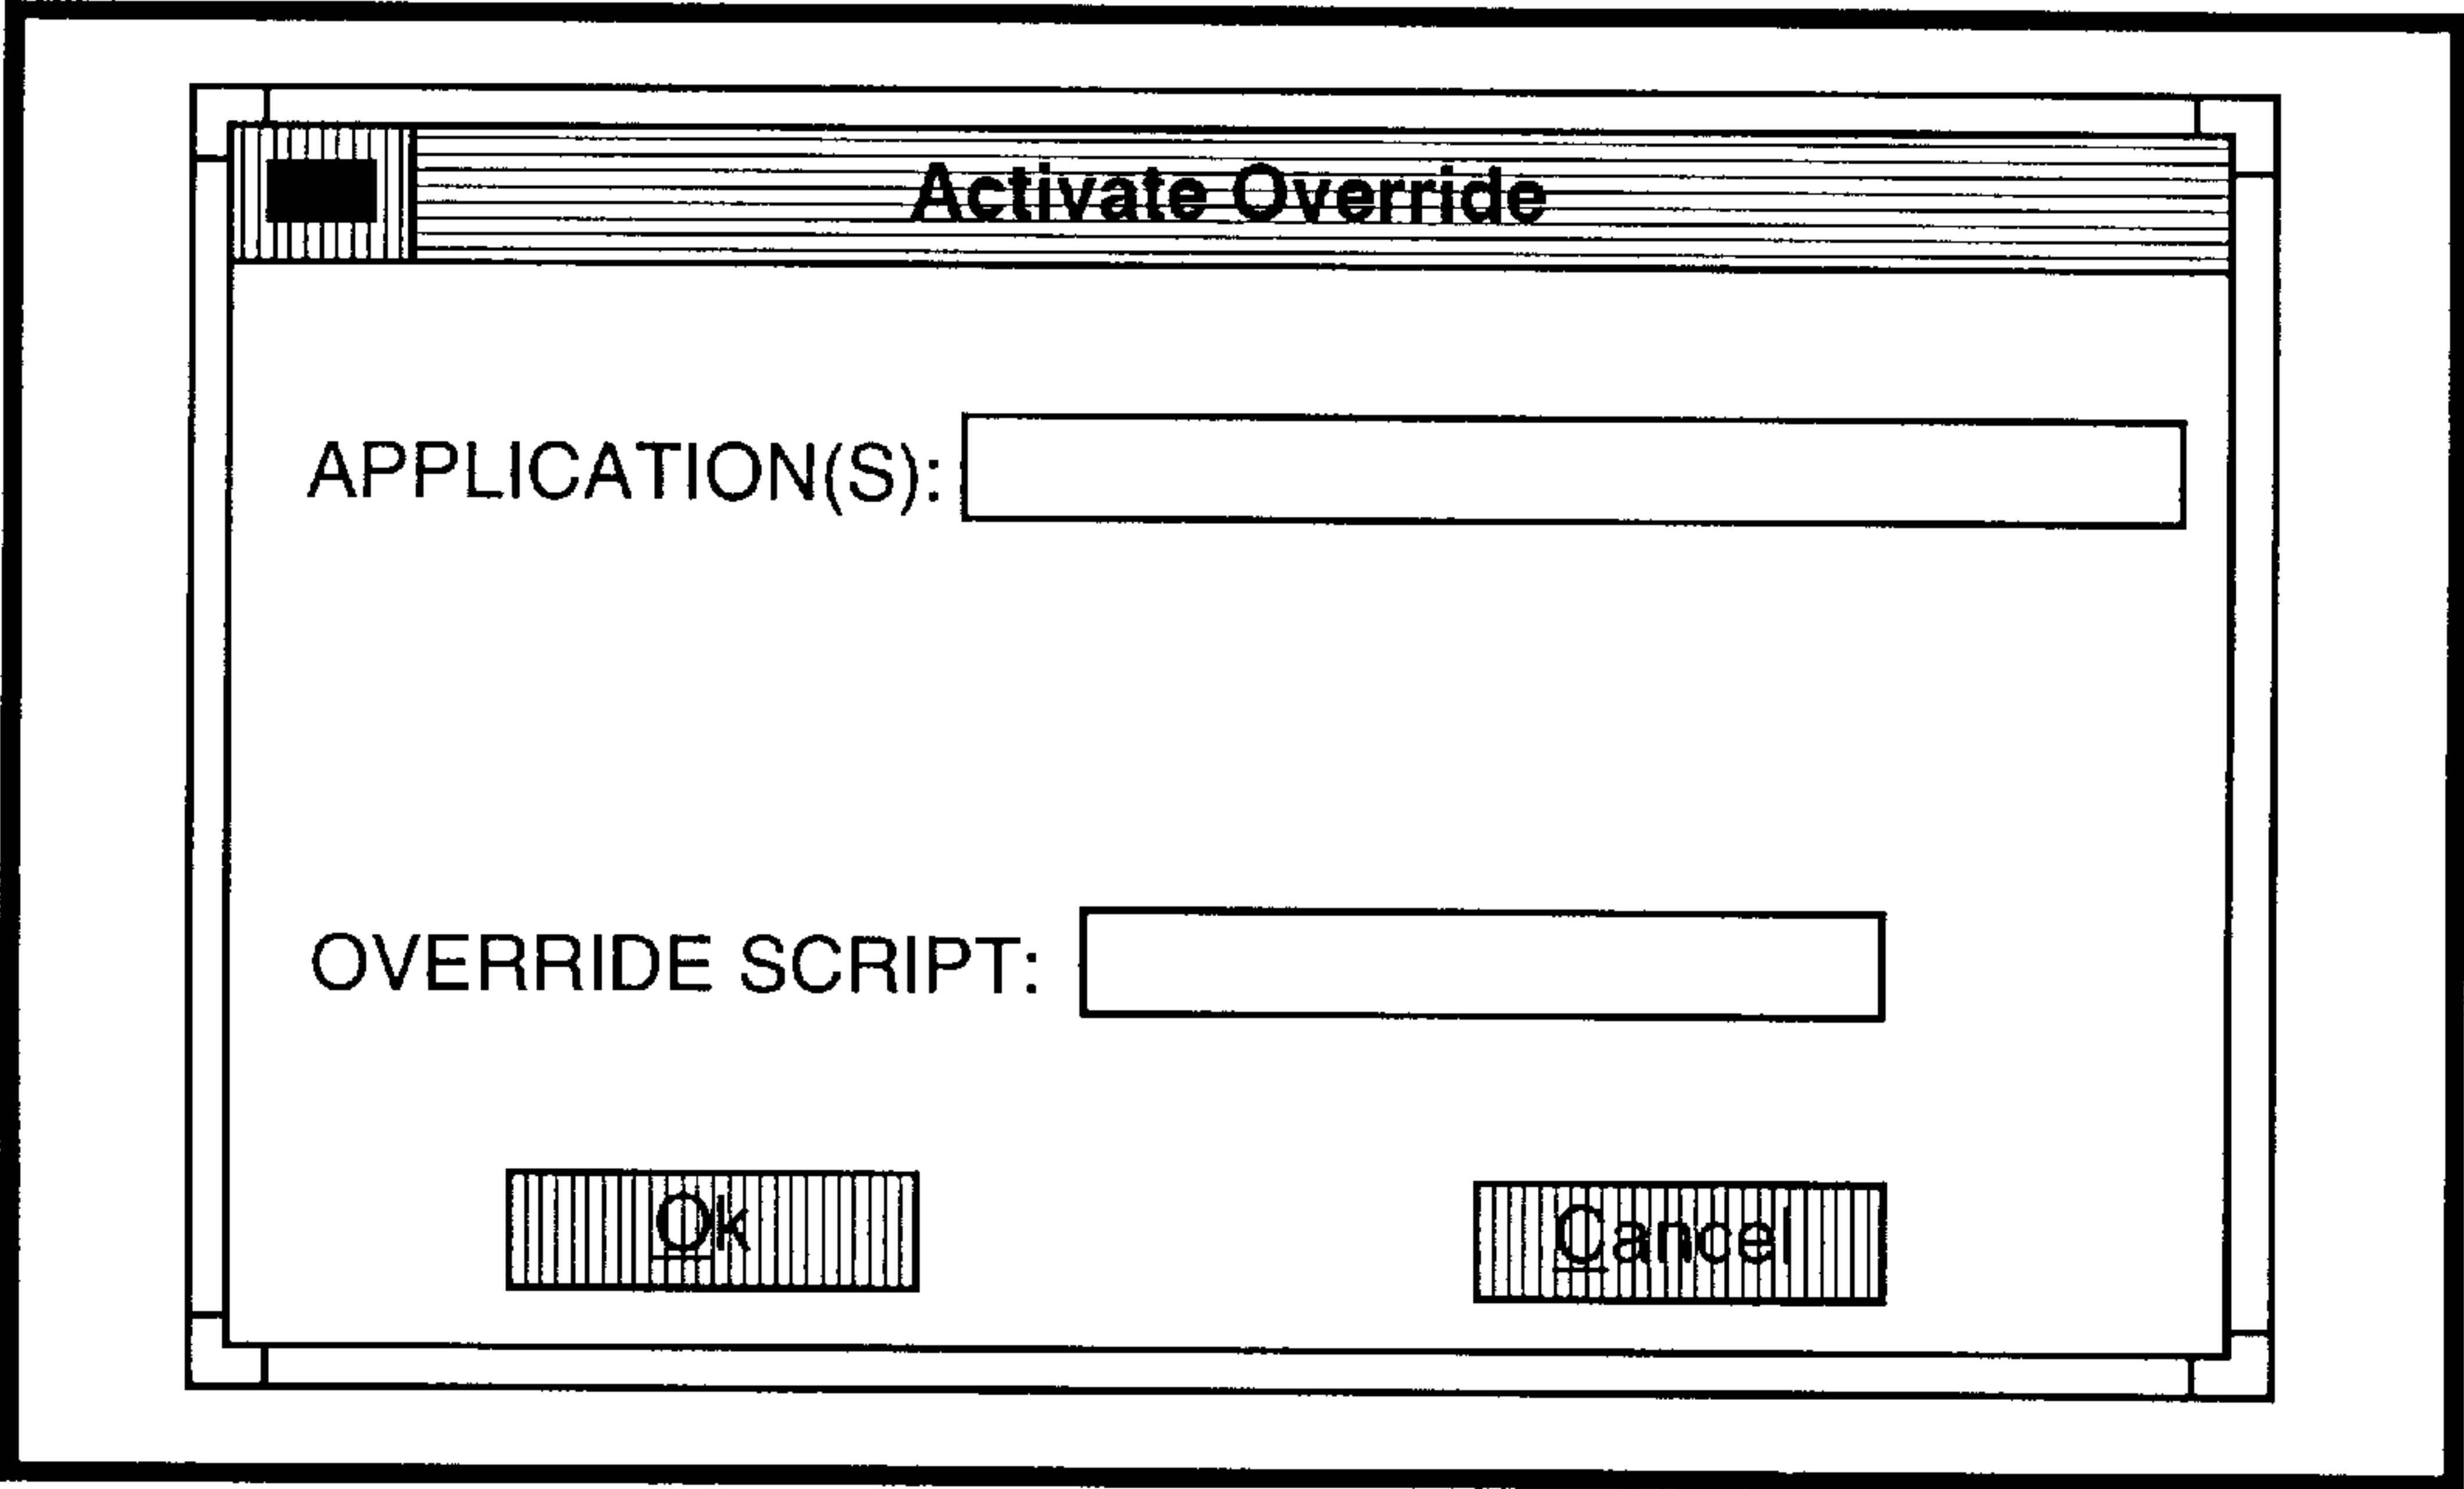 Activate Override
APPLICATION(S):
OVERRIDE SCRIPT:
Ok
Cancel